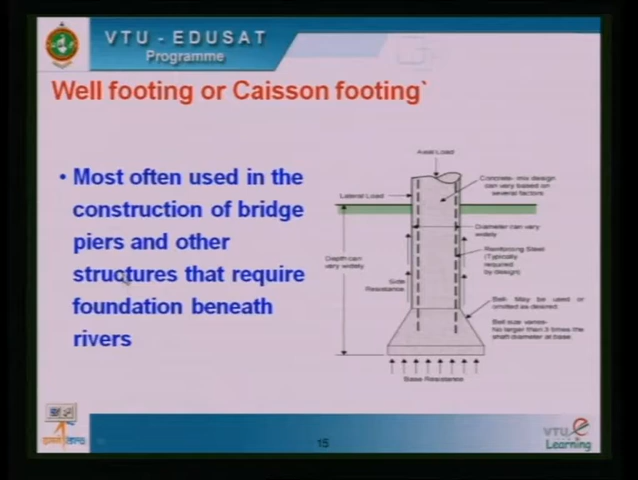 VTU - EDUSAT
Programme
Well footing or Caisson footing`
• Most often used in the
construction of bridge
piers and other
structures that require
foundation beneath
rivers
Axial Load
Concrete- mix design
can vary based on
several factors
Lateral Load
Diameter can vary
widely
Reinforcing Steel
(Typically
required
by design)
Depth can
vary widely
Side
Resistance
Bell- May be used or
omitted as desired
Bell size varies-
No larger than 3 times the
shaft diameter at base.
Base Resistance
15
VTU e
Learning